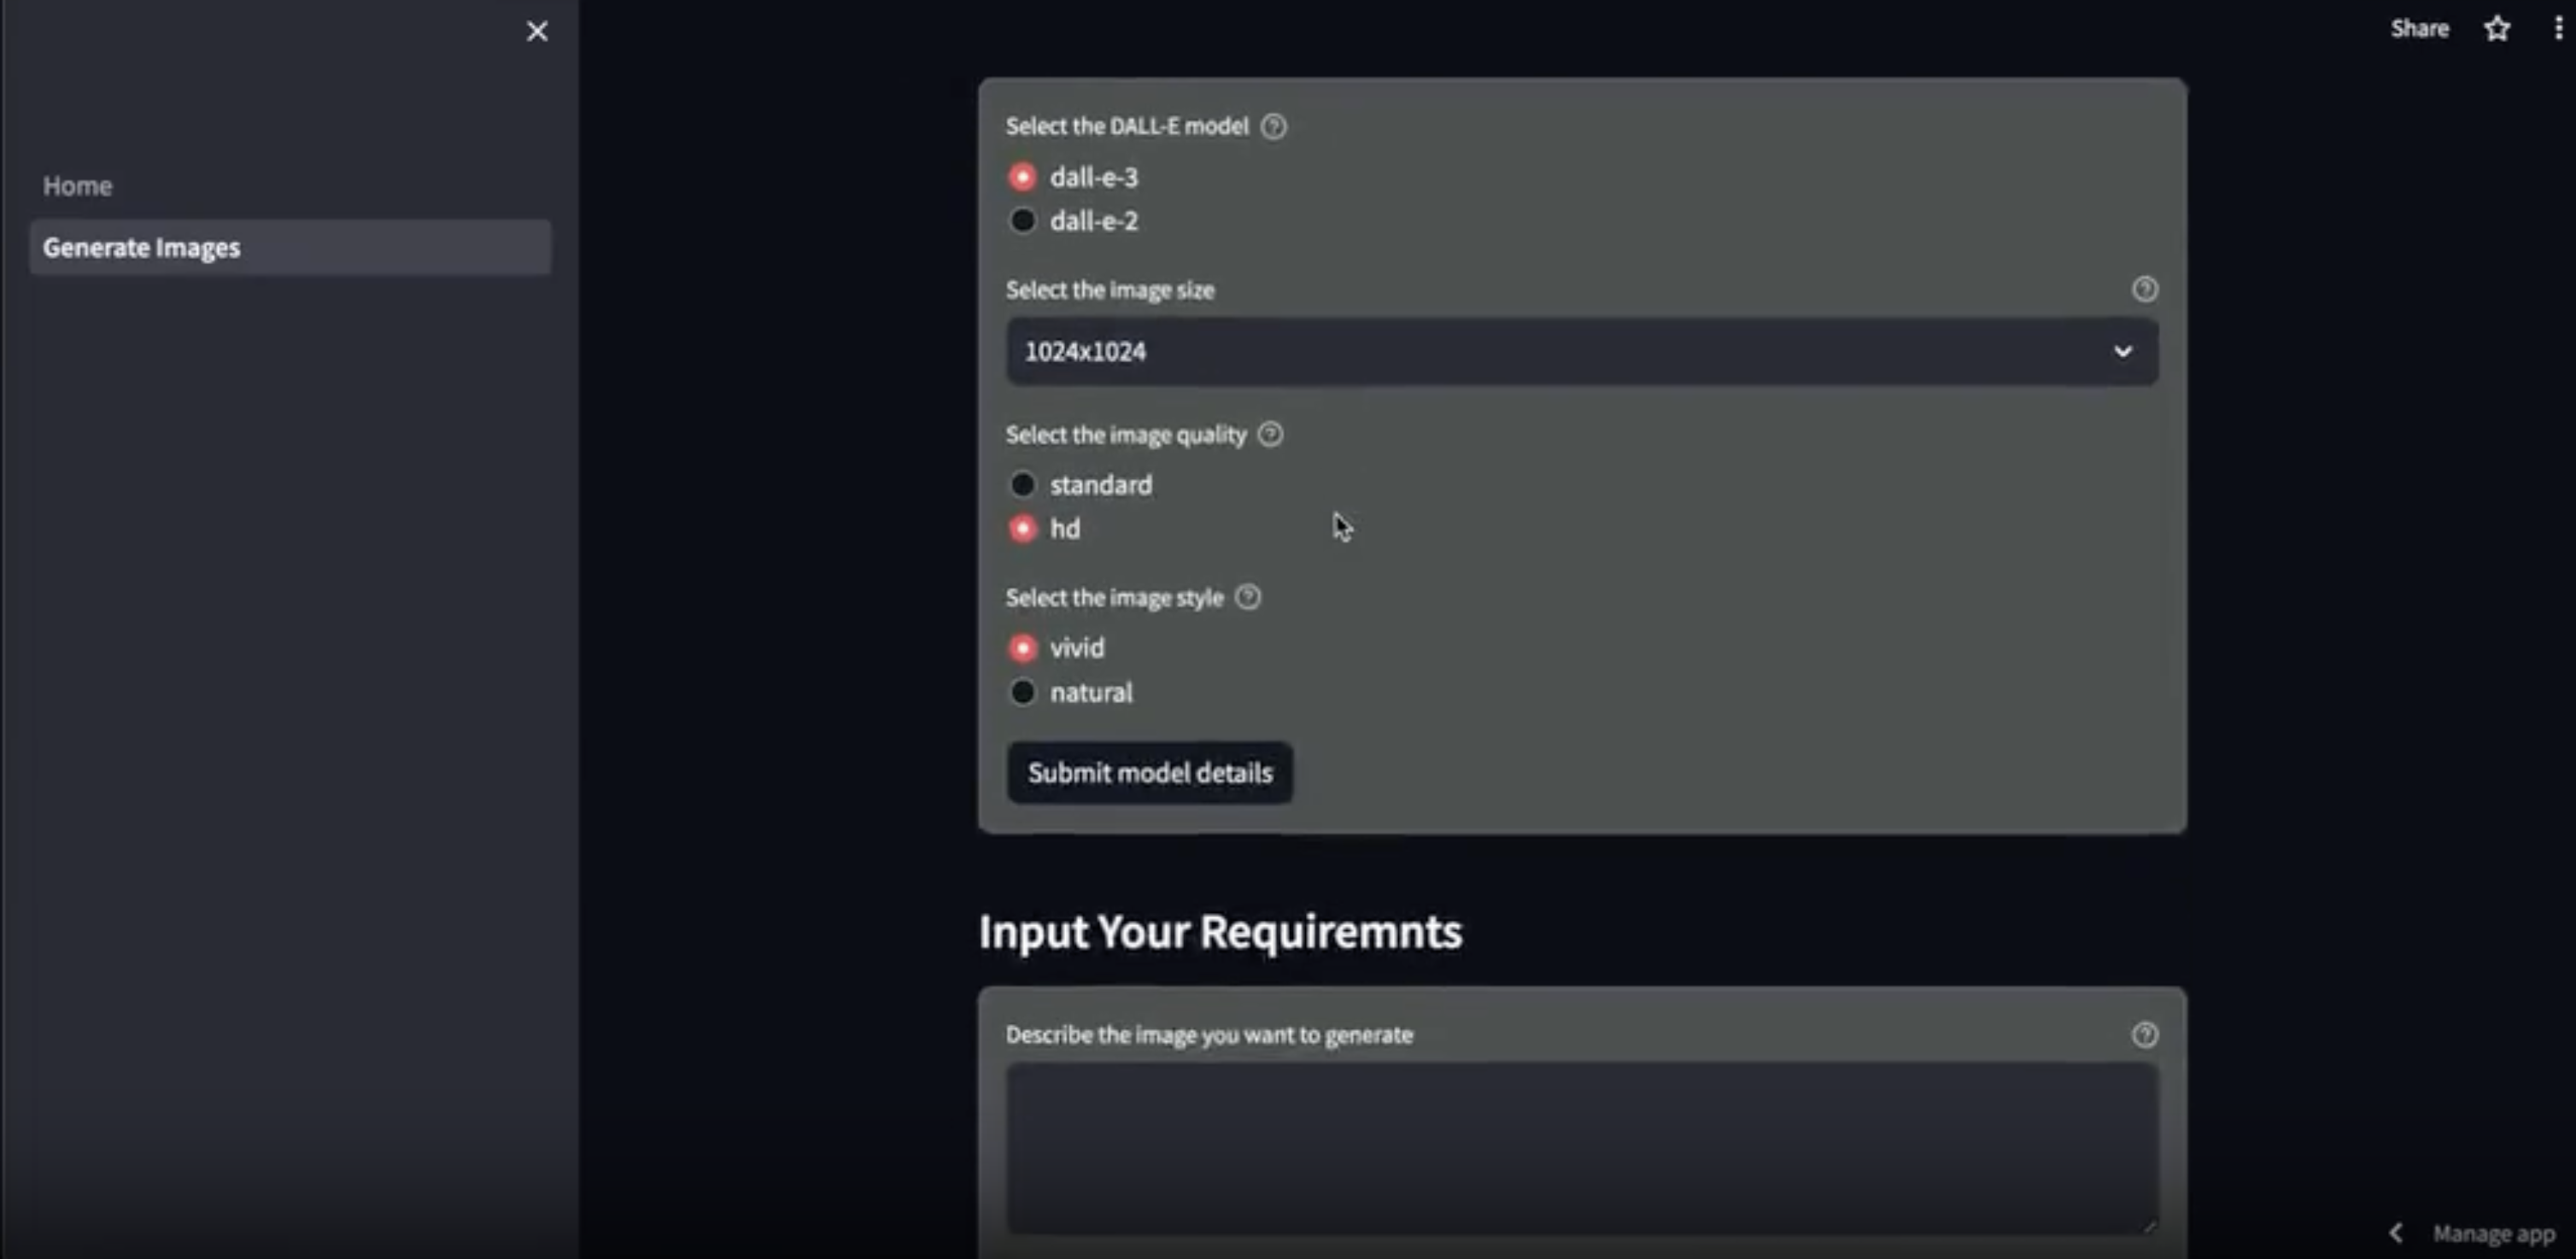 Share
Home
Generate Images
Select the DALL-E model
dall-e-3
dall-e-2
Select the image size
1024x1024
Select the image quality
standard
hd
Select the image style
vivid
natural
Submit model details
Input Your Requiremnts
Describe the image you want to generate
Manage app